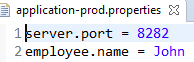 application-prod.properties
1 server.port = 8282
2 employee.name = John